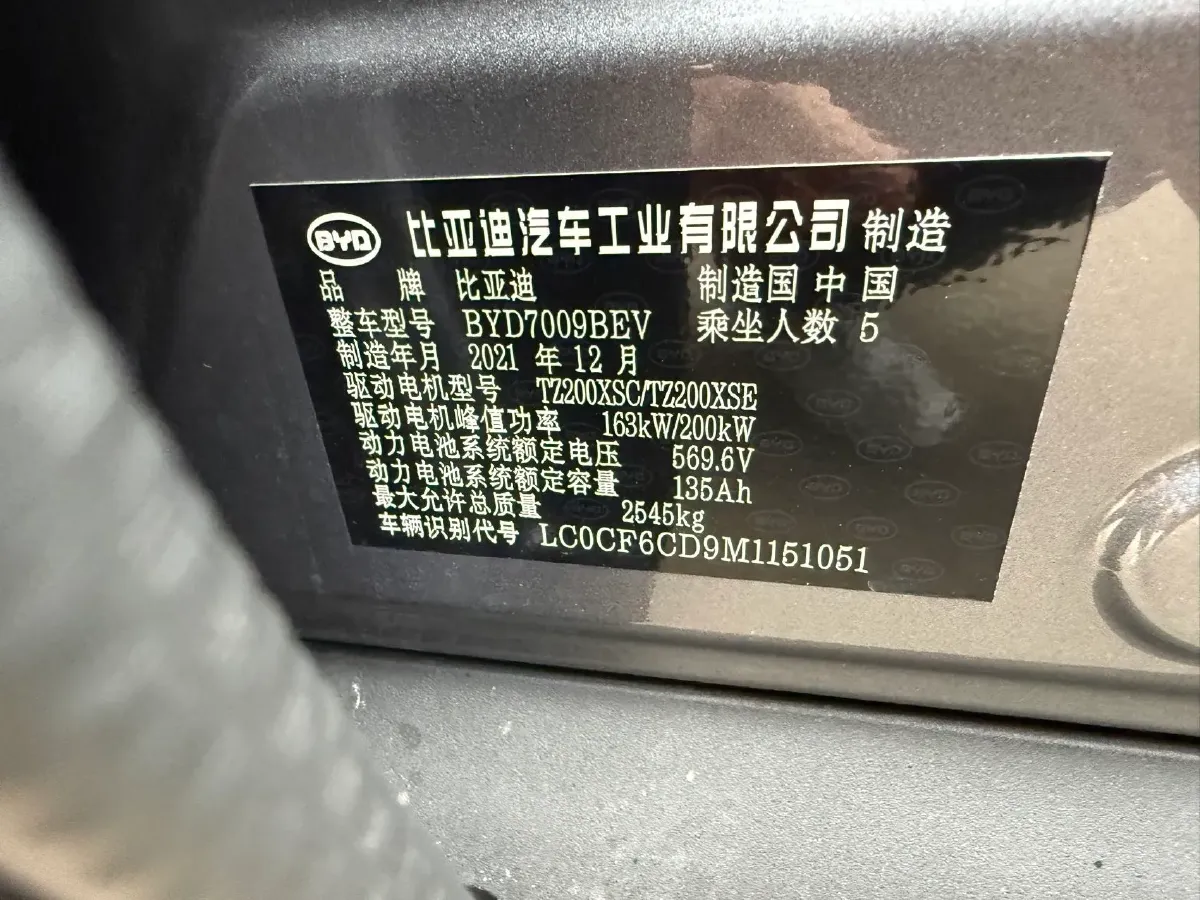 BYD 比亚迪汽车工业有限公司 制造
品 牌 比亚迪 制造国 中国
整车型号 BYD7009BEV 乘坐人数 5
制造年月 2021 年 12 月
驱动电机型号 TZ200XSC/TZ200XSE
驱动电机峰值功率 163kW/200kW
动力电池系统额定电压 569.6V
动力电池系统额定容量 135Ah
最大允许总质量 2545kg
车辆识别代号 LC0CF6CD9M1151051